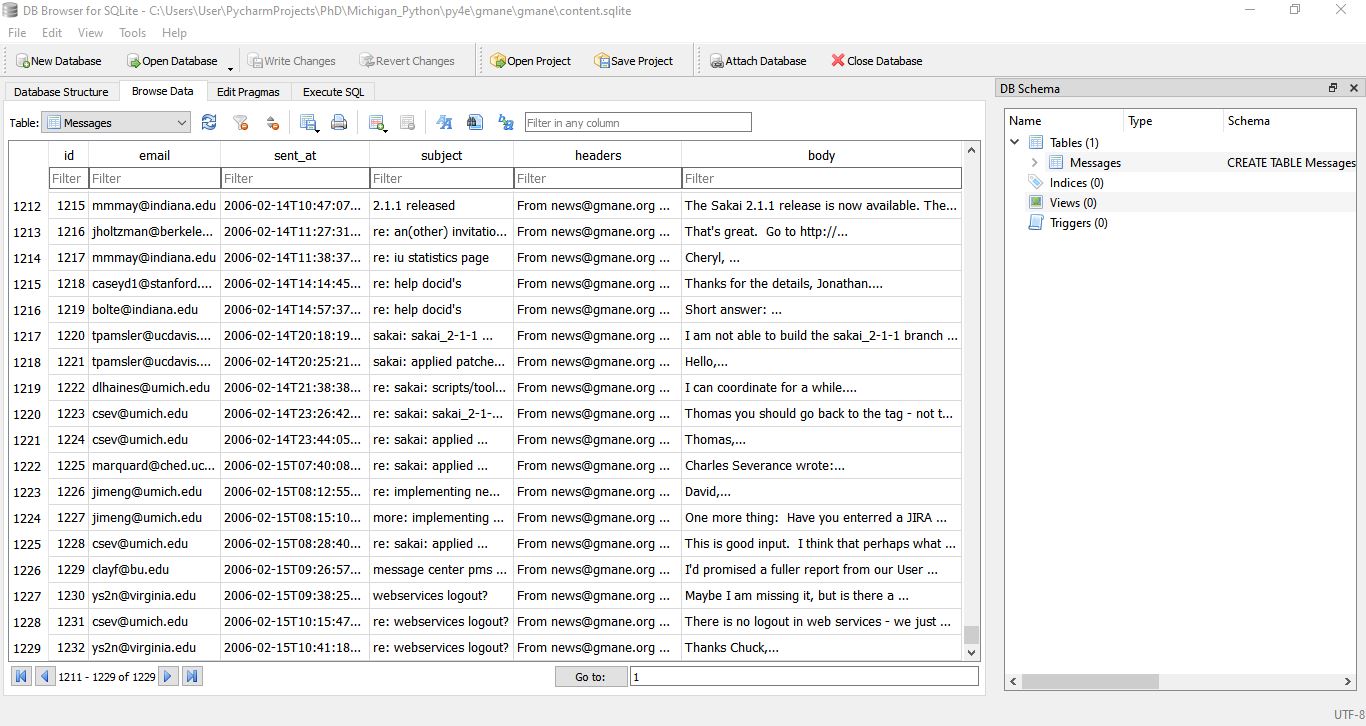 DB Browser for SQLite - C:\Users\User\PycharmProjects\PhD\Michigan_Python\py4e\gmane\gmane\content.sqlite
File Edit View Tools Help
New Database Open Database Write Changes Revert Changes Open Project Save Project Attach Database Close Database
Database Structure Browse Data Edit Pragmas Execute SQL
Table: Messages Filter in any column
id email sent_at subject headers body
Filter Filter Filter Filter Filter Filter
1212 1215 mmmay@indiana.edu 2006-02-14T10:47:07... 2.1.1 released From news@gmane.org ... The Sakai 2.1.1 release is now available. The...
1213 1216 jholtzman@berkele... 2006-02-14T11:27:31... re: an(other) invitatio... From news@gmane.org ... That's great. Go to http://...
1214 1217 mmmay@indiana.edu 2006-02-14T11:38:37... re: iu statistics page From news@gmane.org ... Cheryl, ...
1215 1218 caseyd1@stanford.... 2006-02-14T14:14:45... re: help docid's From news@gmane.org ... Thanks for the details, Jonathan....
1216 1219 bolte@indiana.edu 2006-02-14T14:57:37... re: help docid's From news@gmane.org ... Short answer: ...
1217 1220 tpamsler@ucdavis.... 2006-02-14T20:18:19... sakai: sakai_2-1-1 ... From news@gmane.org ... I am not able to build the sakai_2-1-1 branch ...
1218 1221 tpamsler@ucdavis.... 2006-02-14T20:25:21... sakai: applied patche... From news@gmane.org ... Hello,...
1219 1222 dlhaines@umich.edu 2006-02-14T21:38:38... re: sakai: scripts/tool... From news@gmane.org ... I can coordinate for a while....
1220 1223 csev@umich.edu 2006-02-14T23:26:42... re: sakai: sakai_2-1-... From news@gmane.org ... Thomas you should go back to the tag - not t...
1221 1224 csev@umich.edu 2006-02-14T23:44:05... re: sakai: applied ... From news@gmane.org ... Thomas,...
1222 1225 marquard@ched.uc... 2006-02-15T07:40:08... re: sakai: applied ... From news@gmane.org ... Charles Severance wrote:...
1223 1226 jimeng@umich.edu 2006-02-15T08:12:55... re: implementing ne... From news@gmane.org ... David,...
1224 1227 jimeng@umich.edu 2006-02-15T08:15:10... more: implementing ... From news@gmane.org ... One more thing: Have you enterred a JIRA ...
1225 1228 csev@umich.edu 2006-02-15T08:28:40... re: sakai: applied ... From news@gmane.org ... This is good input. I think that perhaps what ...
1226 1229 clayf@bu.edu 2006-02-15T09:26:57... message center pms ... From news@gmane.org ... I'd promised a fuller report from our User ...
1227 1230 ys2n@virginia.edu 2006-02-15T09:38:25... webservices logout? From news@gmane.org ... Maybe I am missing it, but is there a ...
1228 1231 csev@umich.edu 2006-02-15T10:15:47... re: webservices logout? From news@gmane.org ... There is no logout in web services - we just ...
1229 1232 ys2n@virginia.edu 2006-02-15T10:41:18... re: webservices logout? From news@gmane.org ... Thanks Chuck,...
1211 - 1229 of 1229 Go to: 1
DB Schema
Name Type Schema
Tables (1)
Messages CREATE TABLE Messages
Indices (0)
Views (0)
Triggers (0)
UTF-8